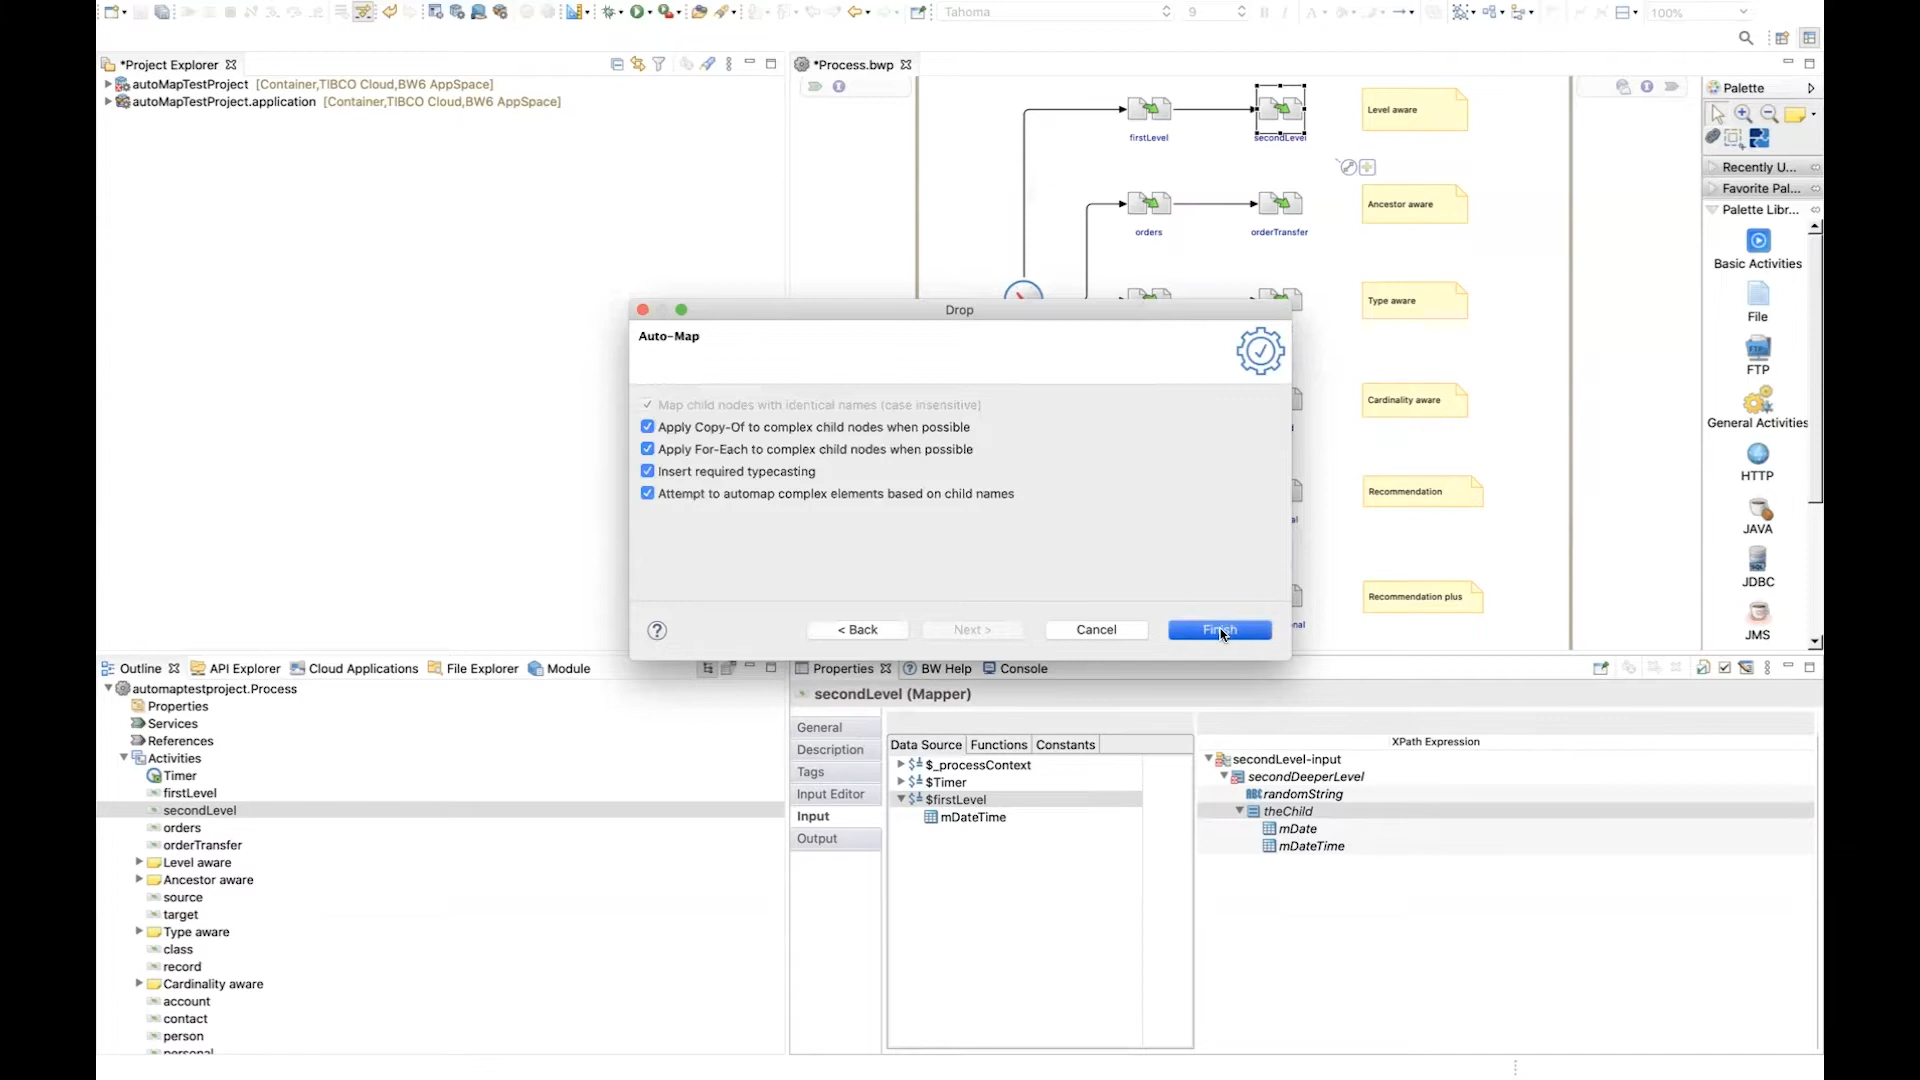 Tahoma
9
100%
*Project Explorer
autoMapTestProject [Container,TIBCO Cloud,BW6 AppSpace]
autoMapTestProject.application [Container,TIBCO Cloud,BW6 AppSpace]
*Process.bwp
firstLevel
secondLevel
Level aware
orders
orderTransfer
Ancestor aware
Type aware
Cardinality aware
Recommendation
Recommendation plus
Palette
Recently U...
Favorite Pal...
Palette Libr...
Basic Activities
File
FTP
General Activities
HTTP
JAVA
JDBC
JMS
Drop
Auto-Map
Map child nodes with identical names (case insensitive)
Apply Copy-Of to complex child nodes when possible
Apply For-Each to complex child nodes when possible
Insert required typecasting
Attempt to automap complex elements based on child names
?
< Back
Next >
Cancel
Finish
Outline
API Explorer
Cloud Applications
File Explorer
Module
automaptestproject.Process
Properties
Services
References
Activities
Timer
firstLevel
secondLevel
orders
orderTransfer
Level aware
Ancestor aware
source
target
Type aware
class
record
Cardinality aware
account
contact
person
personal
Properties
BW Help
Console
secondLevel (Mapper)
General
Description
Tags
Input Editor
Input
Output
Data Source
Functions
Constants
$_processContext
$Timer
$firstLevel
mDateTime
XPath Expression
secondLevel-input
secondDeeperLevel
randomString
theChild
mDate
mDateTime